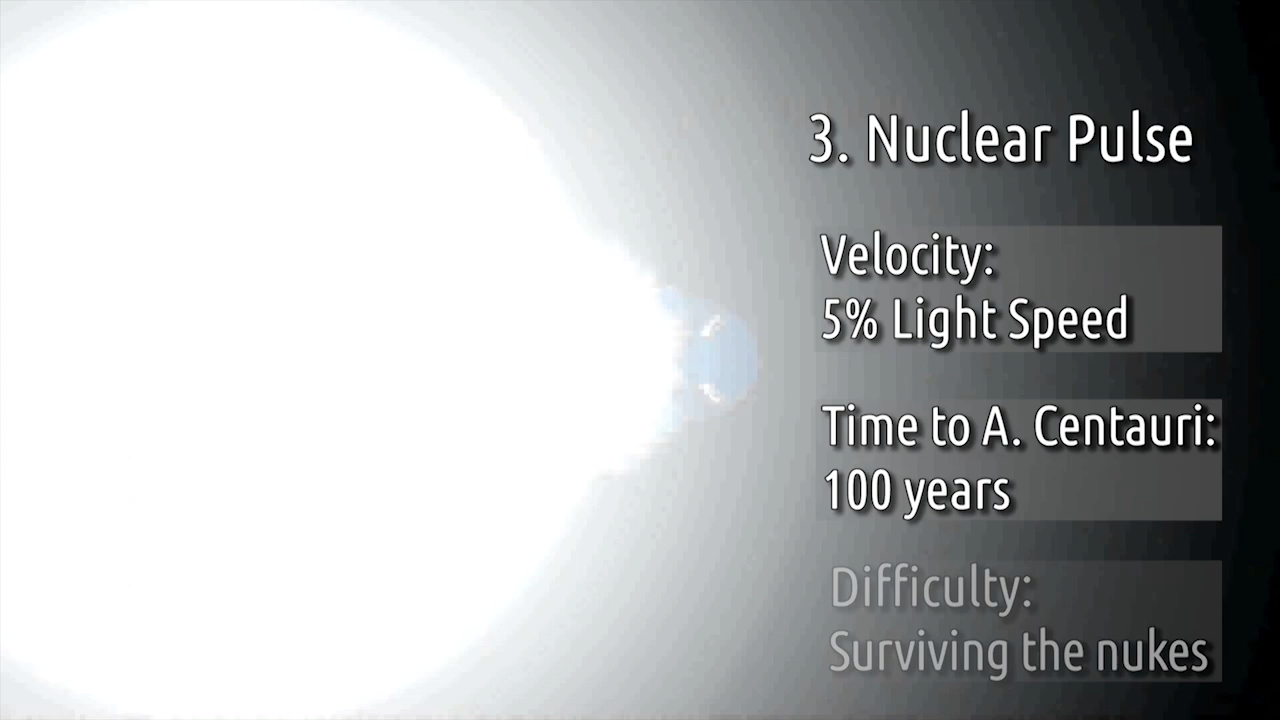 3. Nuclear Pulse
Velocity:
5% Light Speed
Time to A. Centauri:
100 years
Difficulty:
Surviving the nukes